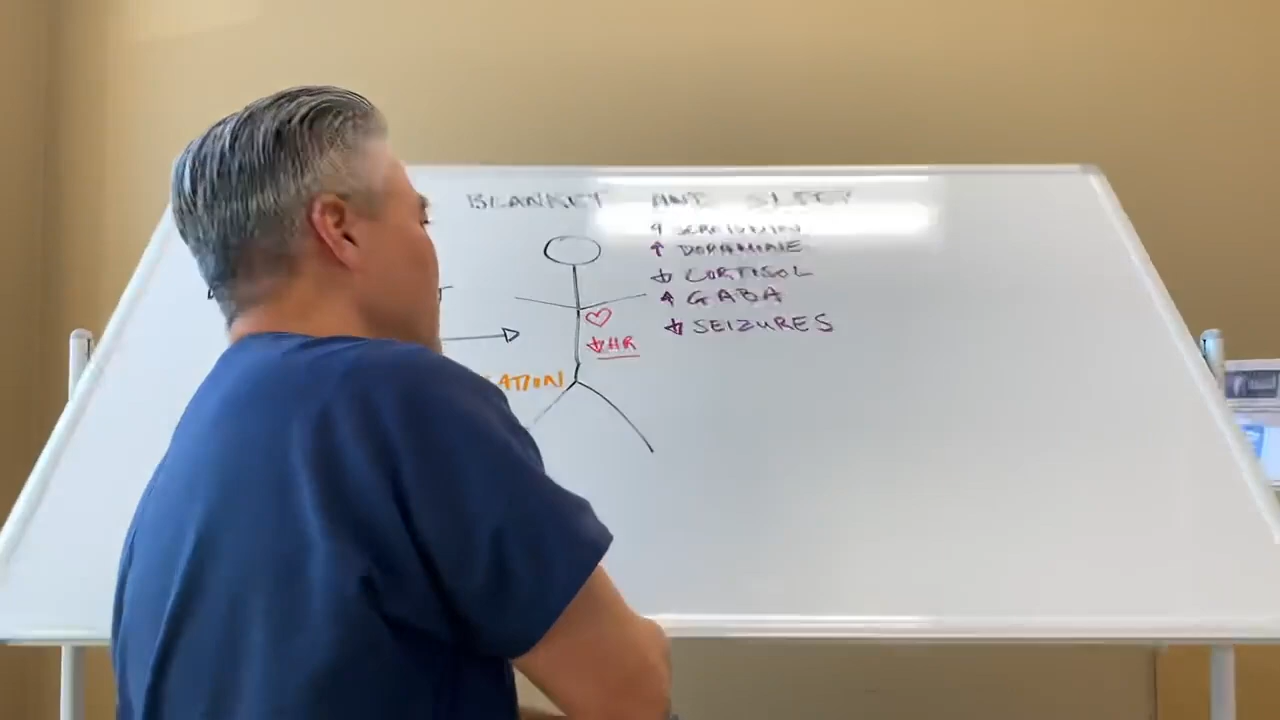 BLANKET AND SLEEP
↑ SEROTONIN
↑ DOPAMINE
↓ CORTISOL
↑ GABA
↓ SEIZURES
↓HR
ATION